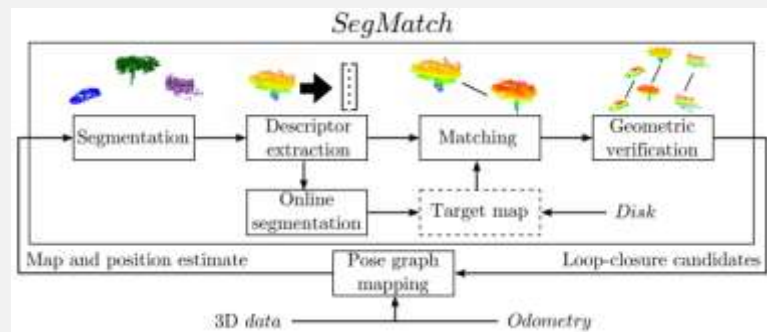 SegMatch
Segmentation
Descriptor
extraction
Matching
Geometric
verification
Online
segmentation
Target map
Disk
Map and position estimate
Pose graph
mapping
Loop-closure candidates
3D data
Odometry